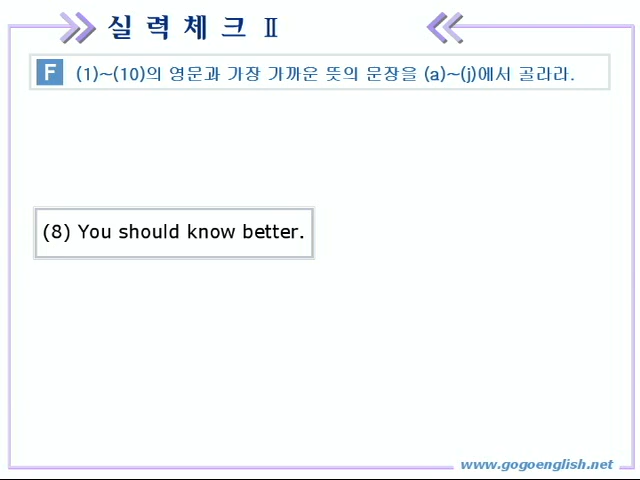 실 력 체 크 Ⅱ
F (1)~(10)의 영문과 가장 가까운 뜻의 문장을 (a)~(j)에서 골라라.
(8) You should know better.
www.gogoenglish.net